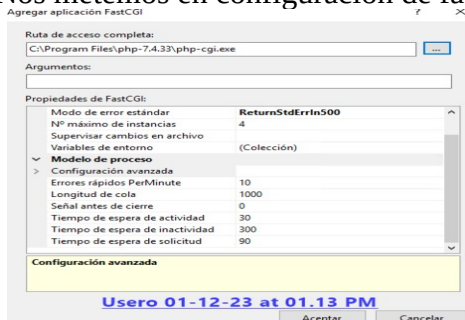 Nos metemos en configuración de fa
Agregar aplicación FastCGI ? ×
Ruta de acceso completa:
C:\Program Files\php-7.4.33\php-cgi.exe ...
Argumentos:
Propiedades de FastCGI:
Modo de error estándar ReturnStdErrIn500
Nº máximo de instancias 4
Supervisar cambios en archivo
Variables de entorno (Colección)
Modelo de proceso
Configuración avanzada
Errores rápidos PerMinute 10
Longitud de cola 1000
Señal antes de cierre 0
Tiempo de espera de actividad 30
Tiempo de espera de inactividad 300
Tiempo de espera de solicitud 90
Configuración avanzada
Usero 01-12-23 at 01.13 PM
Aceptar Cancelar